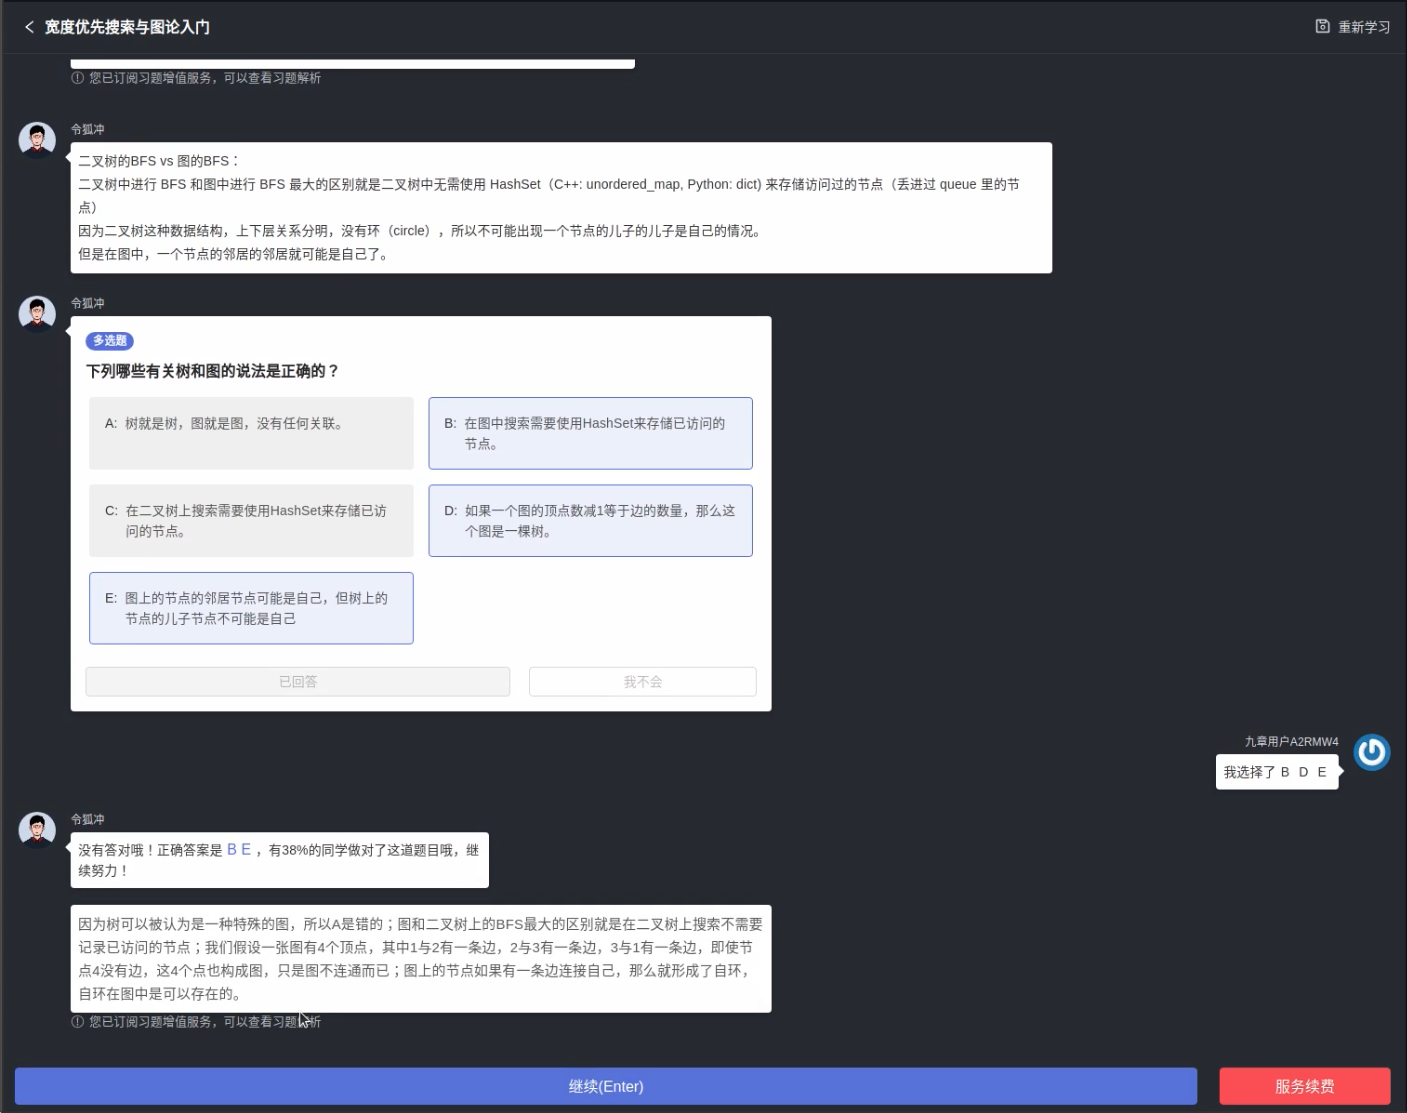 宽度优先搜索与图论入门
重新学习
您已订阅习题增值服务，可以查看习题解析
令狐冲
二叉树的BFS vs 图的BFS：
二叉树中进行 BFS 和图中进行 BFS 最大的区别就是二叉树中无需使用 HashSet（C++: unordered_map, Python: dict) 来存储访问过的节点（丢进过 queue 里的节
点）
因为二叉树这种数据结构，上下层关系分明，没有环（circle），所以不可能出现一个节点的儿子的儿子是自己的情况。
但是在图中，一个节点的邻居的邻居就可能是自己了。
令狐冲
多选题
下列哪些有关树和图的说法是正确的？
A: 树就是树，图就是图，没有任何关联。
B: 在图中搜索需要使用HashSet来存储已访问的
节点。
C: 在二叉树上搜索需要使用HashSet来存储已访
问的节点。
D: 如果一个图的顶点数减1等于边的数量，那么这
个图是一棵树。
E: 图上的节点的邻居节点可能是自己，但树上的
节点的儿子节点不可能是自己
已回答
我不会
九章用户A2RMW4
我选择了 B D E
令狐冲
没有答对哦！正确答案是 B E ，有38%的同学做对了这道题目哦，继
续努力！
因为树可以被认为是一种特殊的图，所以A是错的；图和二叉树上的BFS最大的区别就是在二叉树上搜索不需要
记录已访问的节点；我们假设一张图有4个顶点，其中1与2有一条边，2与3有一条边，3与1有一条边，即使节
点4没有边，这4个点也构成图，只是图不连通而已；图上的节点如果有一条边连接自己，那么就形成了自环，
自环在图中是可以存在的。
您已订阅习题增值服务，可以查看习题解析
继续(Enter)
服务续费